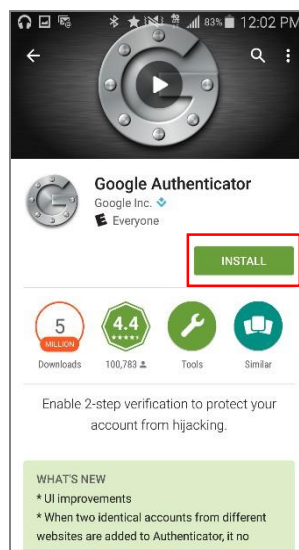 83% 12:02 PM
Google Authenticator
Google Inc.
E Everyone
INSTALL
5
MILLION
4.4
Downloads
100,783
Tools
Similar
Enable 2-step verification to protect your
account from hijacking.
WHAT'S NEW
* UI improvements
* When two identical accounts from different
websites are added to Authenticator, it no